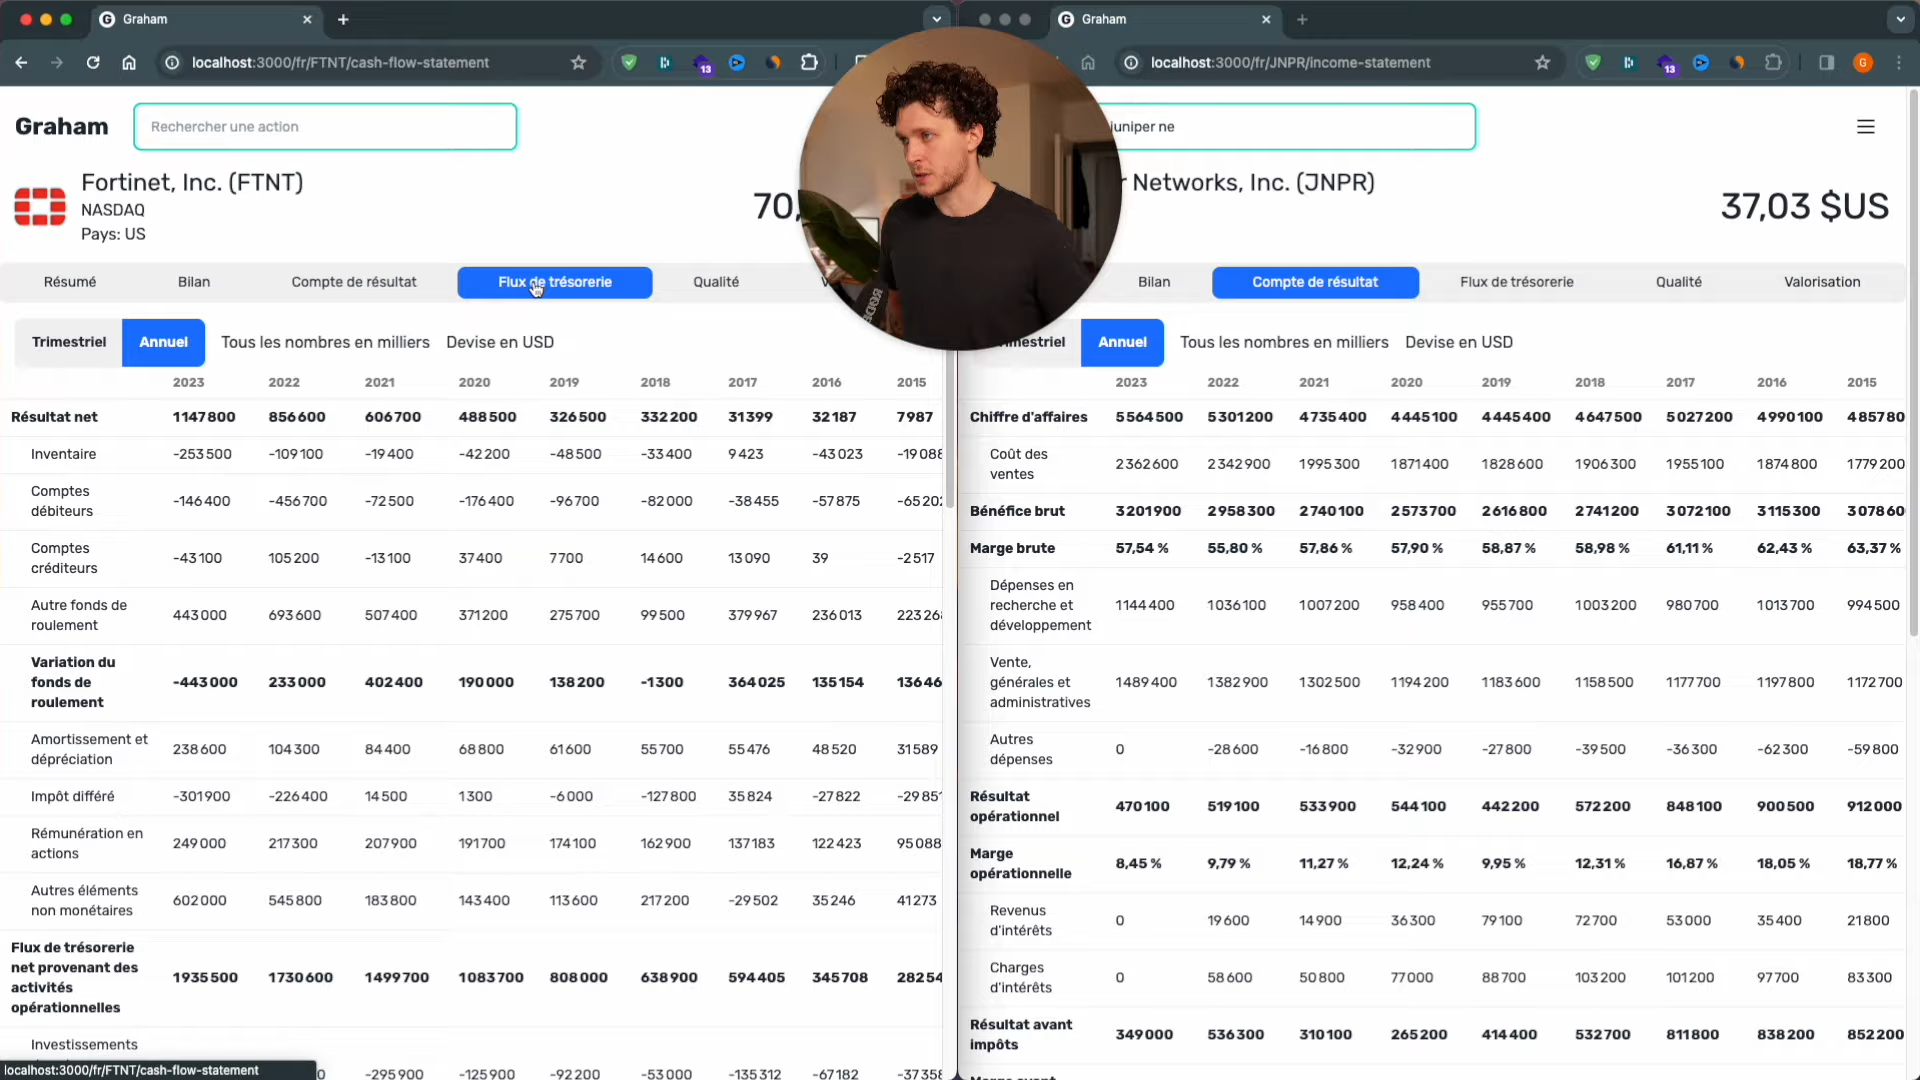 Graham
Graham
localhost:3000/fr/FTNT/cash-flow-statement
13
localhost:3000/fr/JNPR/income-statement
13
G
Graham
Rechercher une action
Fortinet, Inc. (FTNT)
NASDAQ
Pays: US
70,
Résumé Bilan Compte de résultat Flux de trésorerie Qualité
Trimestriel Annuel Tous les nombres en milliers Devise en USD
2023 2022 2021 2020 2019 2018 2017 2016 2015
Résultat net 1147800 856600 606700 488500 326500 332200 31399 32187 7987
Inventaire -253500 -109100 -19400 -42200 -48500 -33400 9423 -43023 -19088
Comptes
débiteurs -146400 -456700 -72500 -176400 -96700 -82000 -38455 -57875 -65202
Comptes
créditeurs -43100 105200 -13100 37400 7700 14600 13090 39 -2517
Autre fonds de
roulement 443000 693600 507400 371200 275700 99500 379967 236013 22326
Variation du
fonds de
roulement -443000 233000 402400 190000 138200 -1300 364025 135154 13646
Amortissement et
dépréciation 238600 104300 84400 68800 61600 55700 55476 48520 31589
Impôt différé -301900 -226400 14500 1300 -6000 -127800 35824 -27822 -29851
Rémunération en
actions 249000 217300 207900 191700 174100 162900 137183 122423 95088
Autres éléments
non monétaires 602000 545800 183800 143400 113600 217200 -29502 35246 41273
Flux de trésorerie
net provenant des
activités
opérationnelles 1935500 1730600 1499700 1083700 808000 638900 594405 345708 28254
Investissements
0 -295900 -125900 -92200 -53000 -135312 -67182 -37358
localhost:3000/fr/FTNT/cash-flow-statement
juniper ne
r Networks, Inc. (JNPR)
37,03 $US
Bilan Compte de résultat Flux de trésorerie Qualité Valorisation
mestriel Annuel Tous les nombres en milliers Devise en USD
2023 2022 2021 2020 2019 2018 2017 2016 2015
Chiffre d'affaires 5564500 5301200 4735400 4445100 4445400 4647500 5027200 4990100 485780
Coût des
ventes 2362600 2342900 1995300 1871400 1828600 1906300 1955100 1874800 1779200
Bénéfice brut 3201900 2958300 2740100 2573700 2616800 2741200 3072100 3115300 307860
Marge brute 57,54 % 55,80 % 57,86 % 57,90 % 58,87 % 58,98 % 61,11 % 62,43 % 63,37 %
Dépenses en
recherche et
développement 1144400 1036100 1007200 958400 955700 1003200 980700 1013700 994500
Vente,
générales et
administratives 1489400 1382900 1302500 1194200 1183600 1158500 1177700 1197800 1172700
Autres
dépenses 0 -28600 -16800 -32900 -27800 -39500 -36300 -62300 -59800
Résultat
opérationnel 470100 519100 533900 544100 442200 572200 848100 900500 912000
Marge
opérationnelle 8,45 % 9,79 % 11,27 % 12,24 % 9,95 % 12,31 % 16,87 % 18,05 % 18,77 %
Revenus
d'intérêts 0 19600 14900 36300 79100 72700 53000 35400 21800
Charges
d'intérêts 0 58600 50800 77000 88700 103200 101200 97700 83300
Résultat avant
impôts 349000 536300 310100 265200 414400 532700 811800 838200 852200